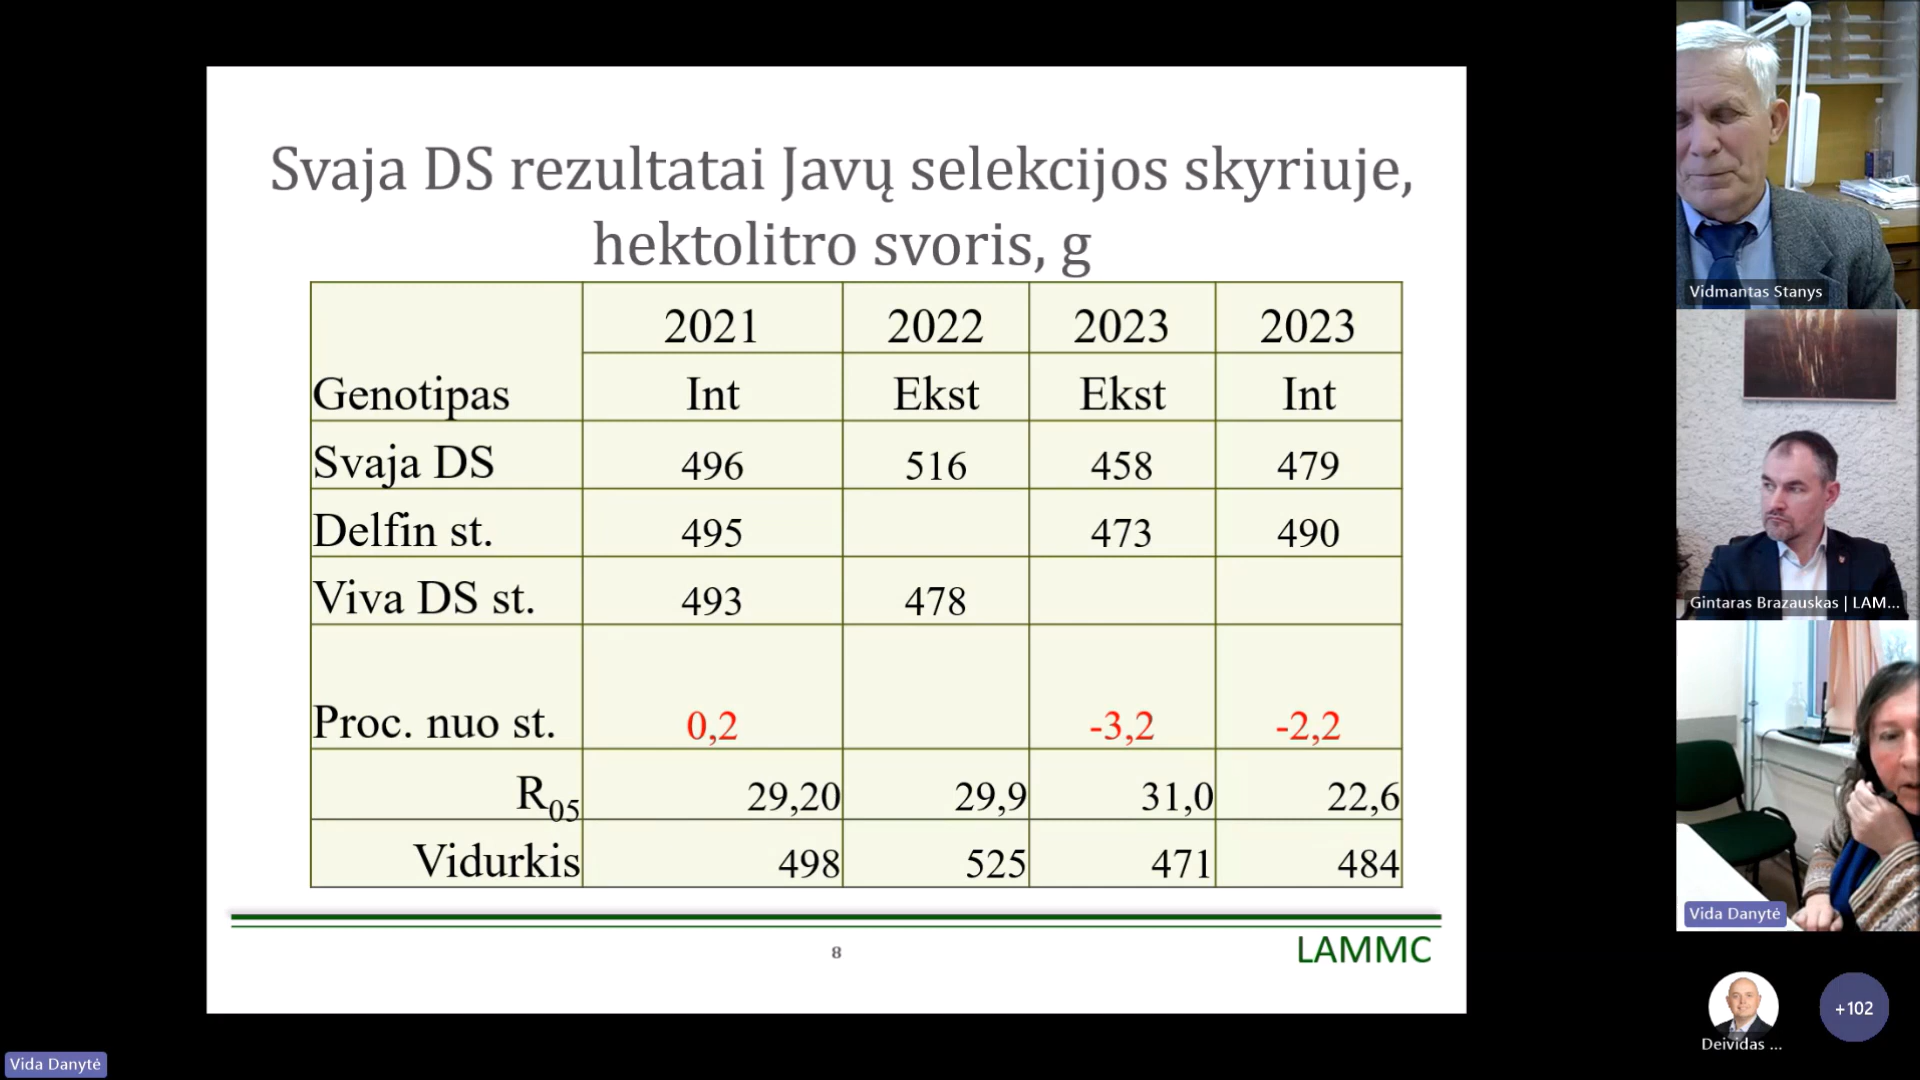 Svaja DS rezultatai Javų selekcijos skyriuje,
hektolitro svoris, g
2021 2022 2023 2023
Genotipas Int Ekst Ekst Int
Svaja DS 496 516 458 479
Delfin st. 495 473 490
Viva DS st. 493 478
Proc. nuo st. 0,2 -3,2 -2,2
R05 29,20 29,9 31,0 22,6
Vidurkis 498 525 471 484
8
LAMMC
Vidmantas Stanys
Gintaras Brazauskas | LAM...
Vida Danytė
Deividas ...
+102
Vida Danytė